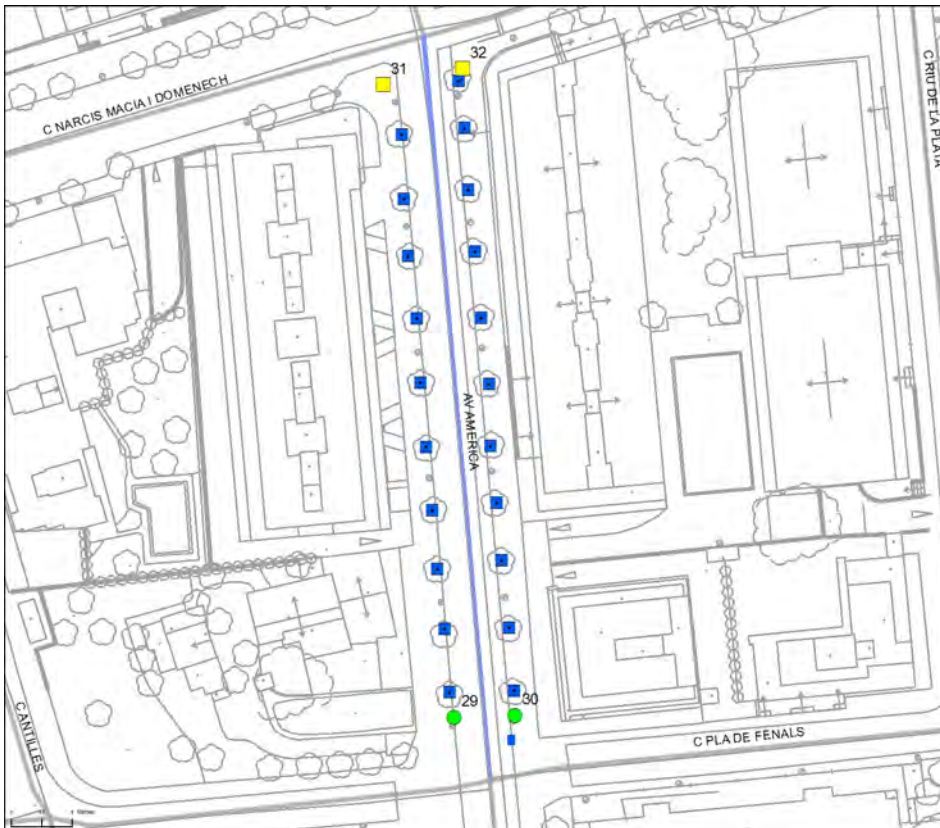 31
32
C NARCIS MACIA I DOMENECH
C RIU DE LA PLATA
AV AMERICA
29
30
C PLA DE FENALS
C ANTILLES